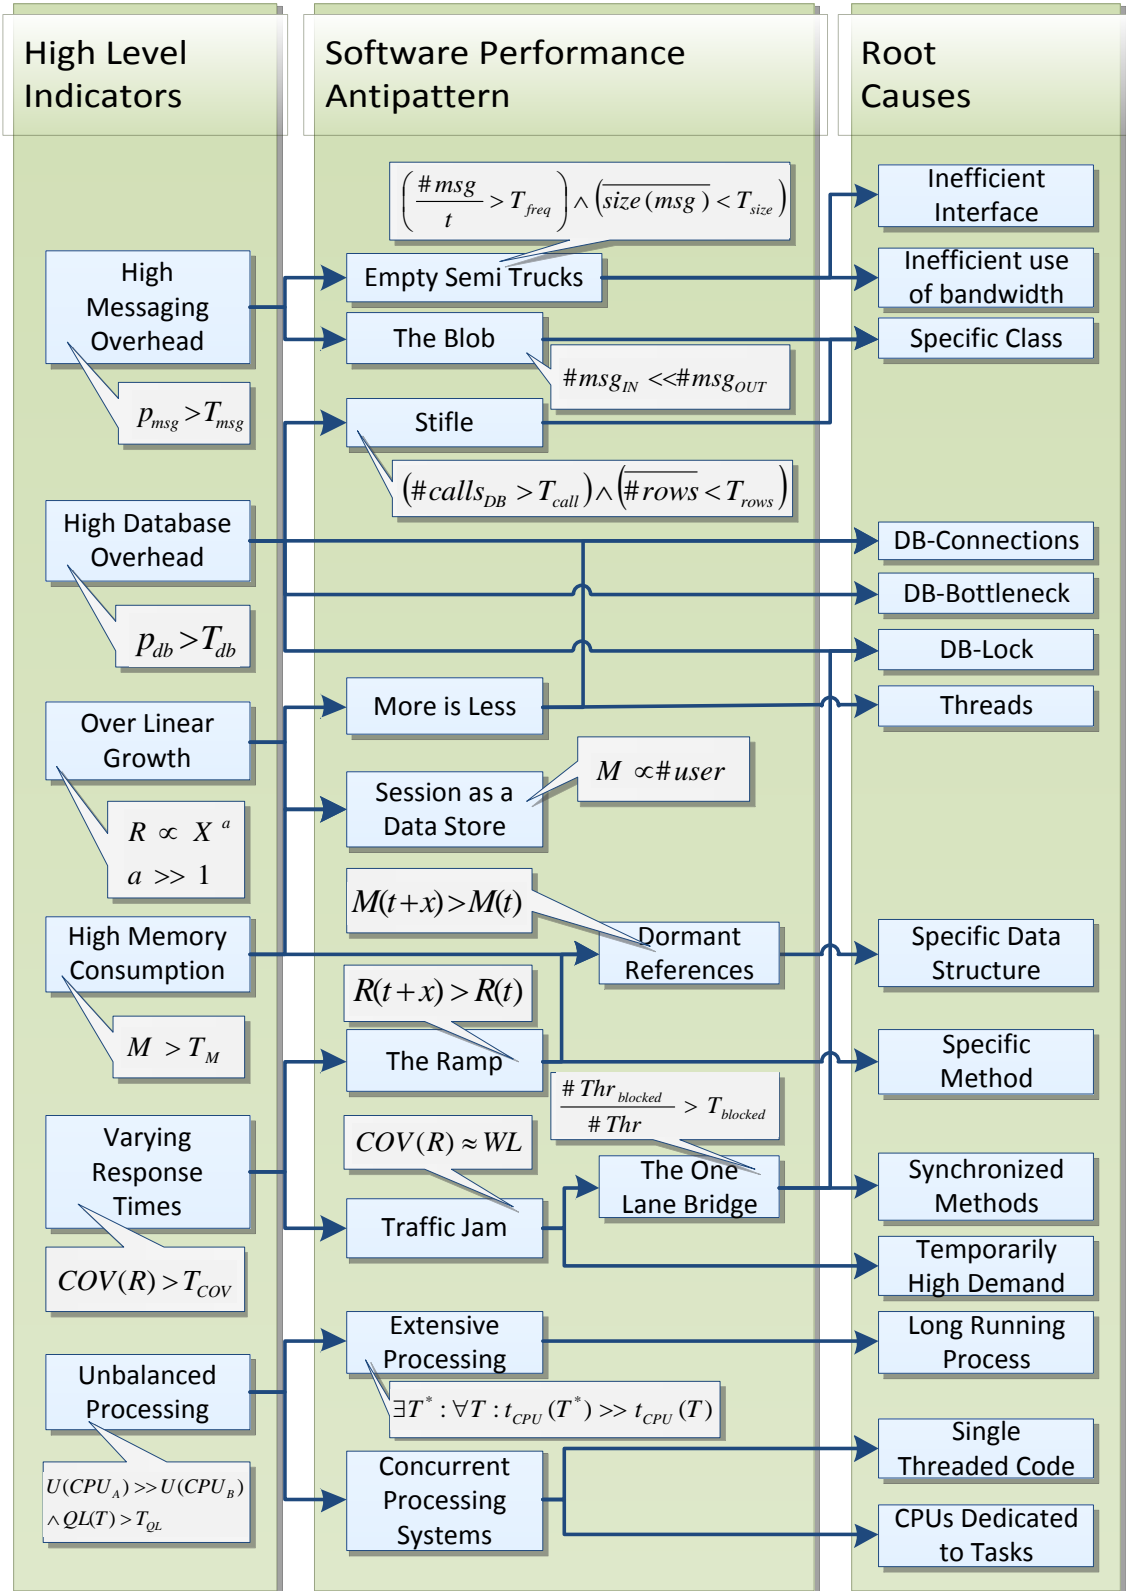 High Level
Indicators
Software Performance
Antipattern
Root
Causes
(#msg/t > T_freq) ∧ (size(msg) < T_size)
Inefficient
Interface
High
Messaging
Overhead
Empty Semi Trucks
Inefficient use
of bandwidth
The Blob
Specific Class
#msg_IN <<#msg_OUT
p_msg > T_msg
Stifle
(#calls_DB > T_call) ∧ (#rows < T_rows)
High Database
Overhead
DB-Connections
DB-Bottleneck
p_db > T_db
DB-Lock
More is Less
Threads
Over Linear
Growth
M ∝ #user
Session as a
Data Store
R ∝ X^a
a >> 1
M(t+x)>M(t)
High Memory
Consumption
Dormant
References
Specific Data
Structure
R(t+x)>R(t)
M > T_M
The Ramp
Specific
Method
#Thr_blocked / #Thr > T_blocked
Varying
Response
Times
COV(R) ≈ WL
The One
Lane Bridge
Synchronized
Methods
Traffic Jam
Temporarily
High Demand
COV(R) > T_COV
Extensive
Processing
Long Running
Process
Unbalanced
Processing
∃T* : ∀T : t_CPU(T*) >> t_CPU(T)
Single
Threaded Code
U(CPU_A) >> U(CPU_B)
∧ QL(T) > T_QL
Concurrent
Processing
Systems
CPUs Dedicated
to Tasks